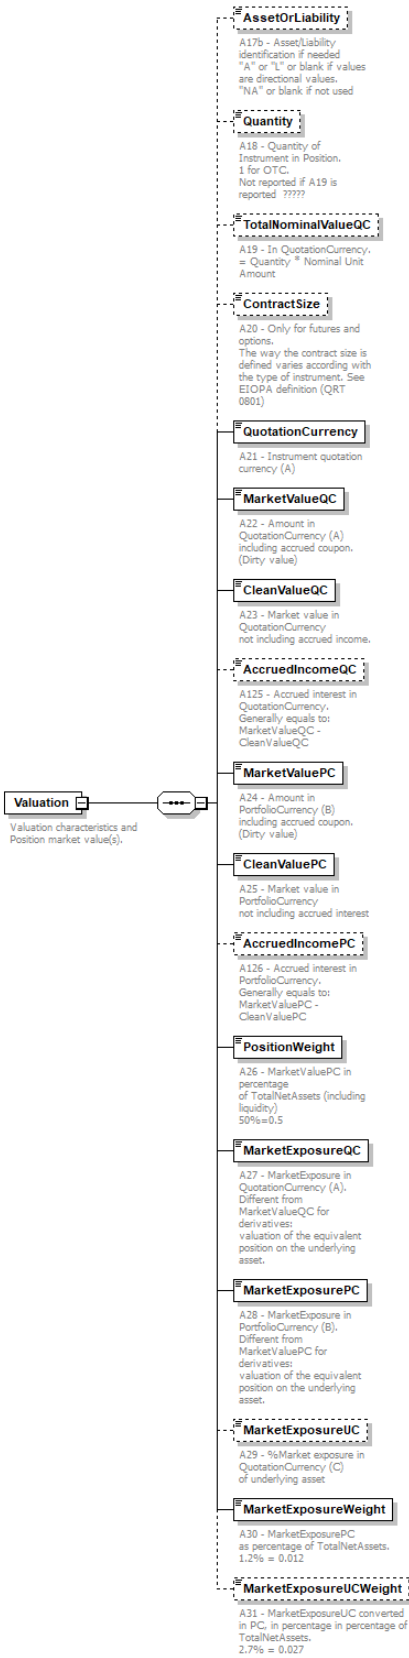 AssetOrLiability
A17b - Asset/Liability
identification if needed
"A" or "L" or blank if values
are directional values.
"NA" or blank if not used
Quantity
A18 - Quantity of
Instrument in Position.
1 for OTC.
Not reported if A19 is
reported  ?????
TotalNominalValueQC
A19 - In QuotationCurrency.
= Quantity * Nominal Unit
Amount
ContractSize
A20 - Only for futures and
options.
The way the contract size is
defined varies according with
the type of instrument. See
EIOPA definition (QRT
0801)
QuotationCurrency
A21 - Instrument quotation
currency (A)
MarketValueQC
A22 - Amount in
QuotationCurrency (A)
including accrued coupon.
(Dirty value)
CleanValueQC
A23 - Market value in
QuotationCurrency
not including accrued income.
AccruedIncomeQC
A125 - Accrued interest in
QuotationCurrency.
Generally equals to:
MarketValueQC -
CleanValueQC
Valuation
Valuation characteristics and
Position market value(s).
MarketValuePC
A24 - Amount in
PortfolioCurrency (B)
including accrued coupon.
(Dirty value)
CleanValuePC
A25 - Market value in
PortfolioCurrency
not including accrued interest
AccruedIncomePC
A126 - Accrued interest in
PortfolioCurrency.
Generally equals to:
MarketValuePC -
CleanValuePC
PositionWeight
A26 - MarketValuePC in
percentage
of TotalNetAssets (including
liquidity)
50%=0.5
MarketExposureQC
A27 - MarketExposure in
QuotationCurrency (A).
Different from
MarketValueQC for
derivatives:
valuation of the equivalent
position on the underlying
asset.
MarketExposurePC
A28 - MarketExposure in
PortfolioCurrency (B).
Different from
MarketValuePC for
derivatives:
valuation of the equivalent
position on the underlying
asset.
MarketExposureUC
A29 - %Market exposure in
QuotationCurrency (C)
of underlying asset
MarketExposureWeight
A30 - MarketExposurePC
as percentage of TotalNetAssets.
1.2% = 0.012
MarketExposureUCWeight
A31 - MarketExposureUC converted
in PC, in percentage in percentage of
TotalNetAssets.
2.7% = 0.027